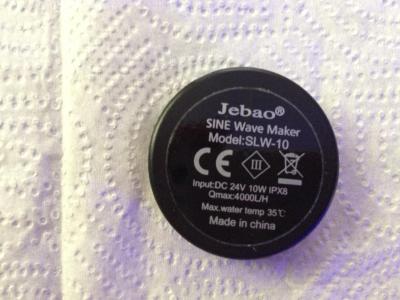 Jebao®
SINE Wave Maker
Model:SLW-10
CE III
Input:DC 24V 10W IPX8
Qmax:4000L/H
Max.water temp 35℃
Made in china